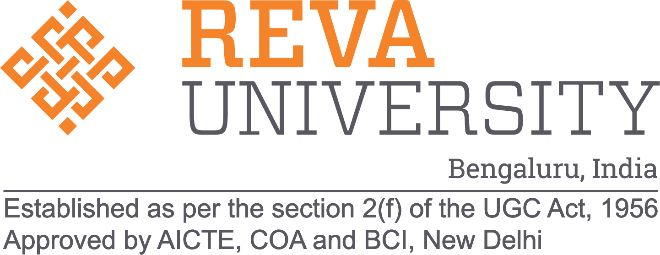 REVA
UNIVERSITY
Bengaluru, India
Established as per the section 2(f) of the UGC Act, 1956
Approved by AICTE, COA and BCI, New Delhi